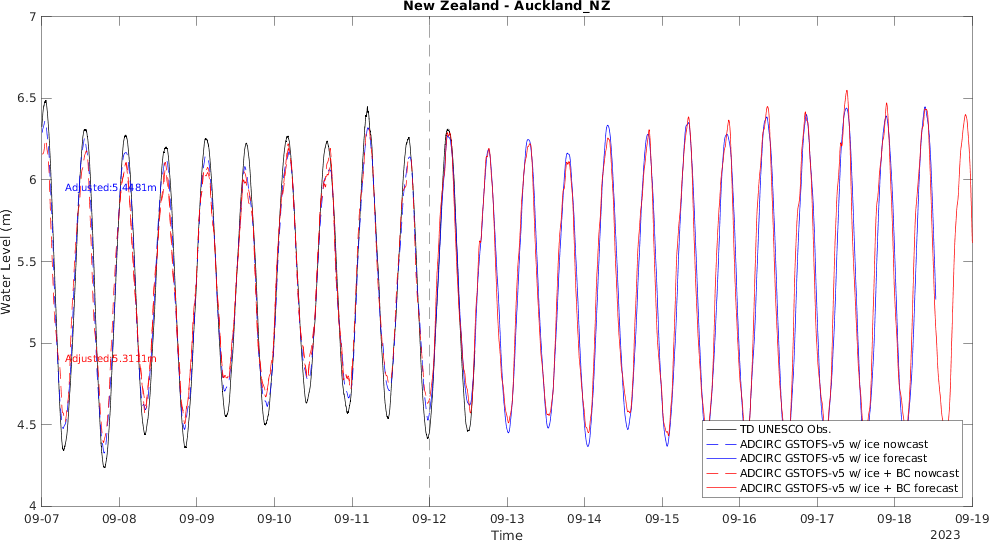 New Zealand - Auckland_NZ
7
6.5
6
5.5
5
4.5
4
Water Level (m)
Adjusted:5.4481m
Adjusted:5.3111m
TD UNESCO Obs.
ADCIRC GSTOFS-v5 w/ ice nowcast
ADCIRC GSTOFS-v5 w/ ice forecast
ADCIRC GSTOFS-v5 w/ ice + BC nowcast
ADCIRC GSTOFS-v5 w/ ice + BC forecast
09-07 09-08 09-09 09-10 09-11 09-12 09-13 09-14 09-15 09-16 09-17 09-18 09-19
Time
2023